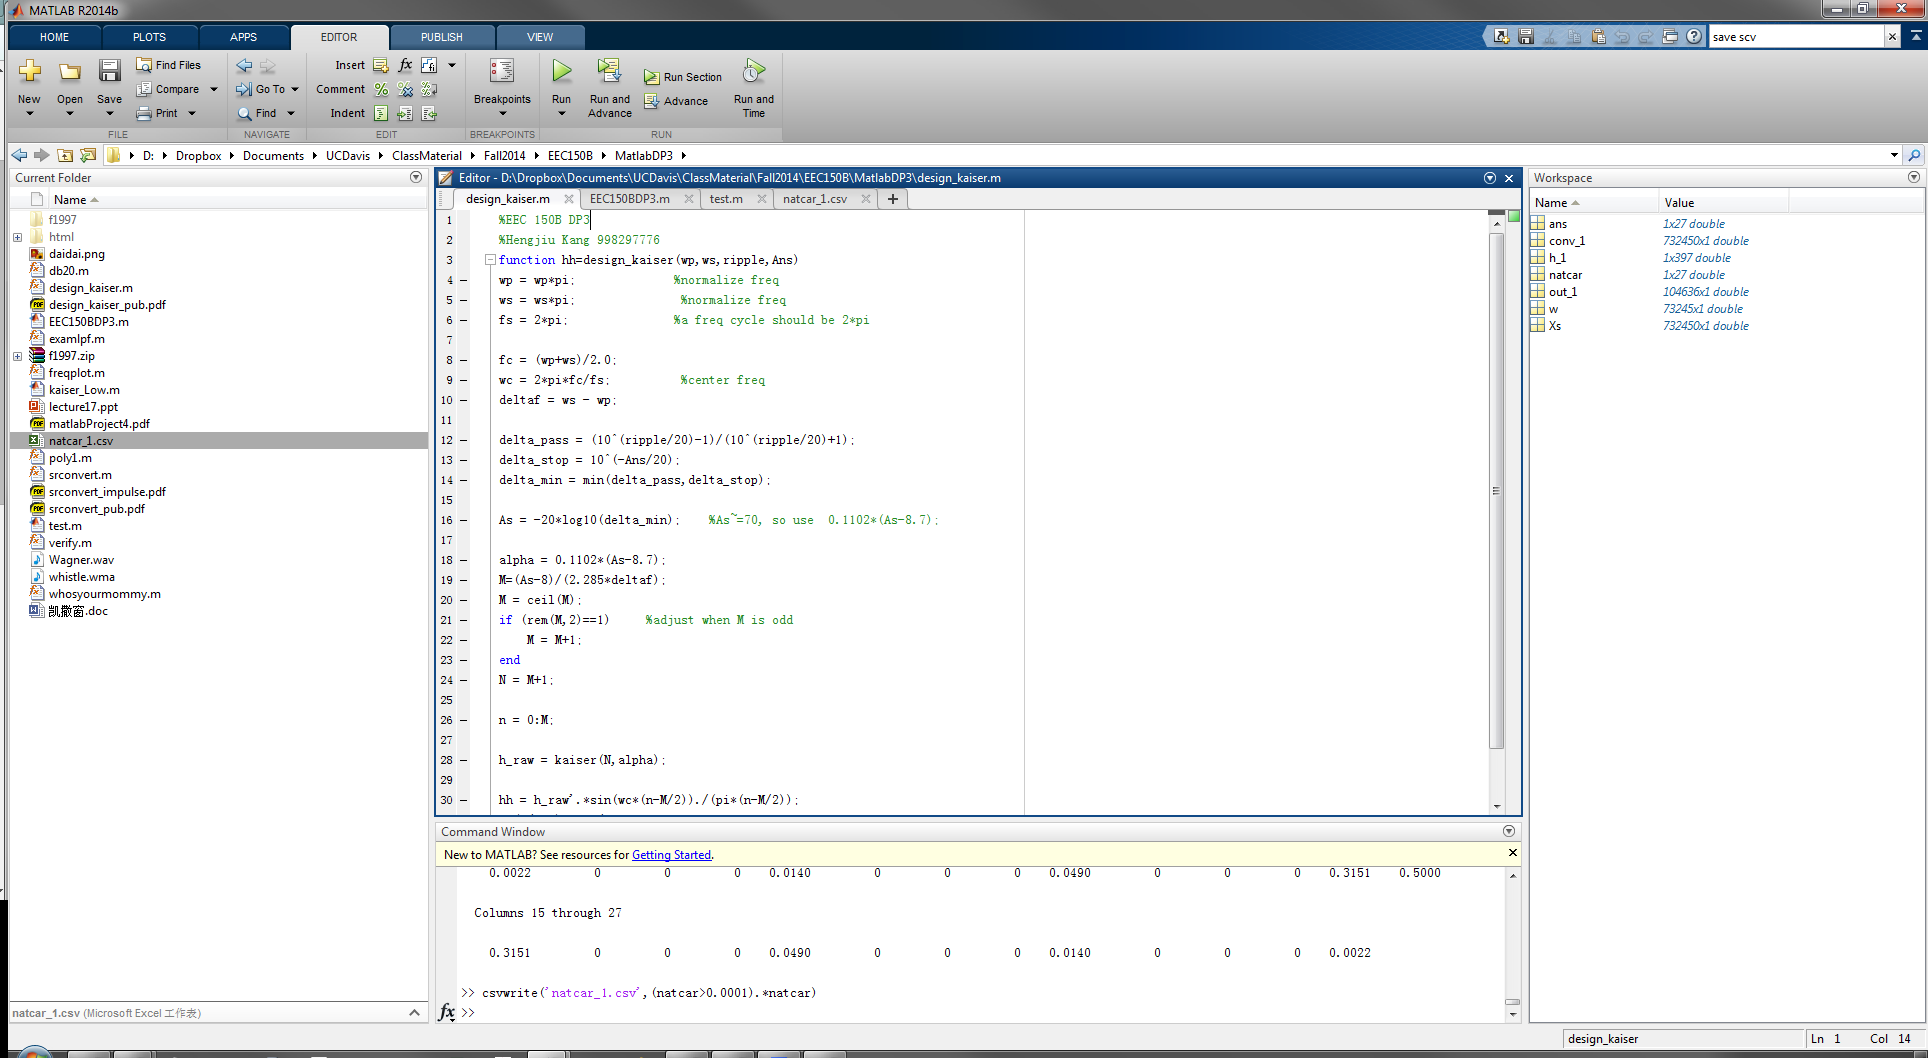 MATLAB R2014b
HOME PLOTS APPS EDITOR PUBLISH VIEW
save scv
New Open Save Find Files Compare Print
Go To Find
Insert fx Comment Indent
Breakpoints
Run Run and Advance Run Section Advance Run and Time
FILE NAVIGATE EDIT BREAKPOINTS RUN
D: Dropbox Documents UCDavis ClassMaterial Fall2014 EEC150B MatlabDP3
Current Folder
Name
f1997
html
daidai.png
db20.m
design_kaiser.m
design_kaiser_pub.pdf
EEC150BDP3.m
examlpf.m
f1997.zip
freqplot.m
kaiser_Low.m
lecture17.ppt
matlabProject4.pdf
natcar_1.csv
poly1.m
srconvert.m
srconvert_impulse.pdf
srconvert_pub.pdf
test.m
verify.m
Wagner.wav
whistle.wma
whosyourmommy.m
凯撒窗.doc
natcar_1.csv (Microsoft Excel 工作表)
Editor - D:\Dropbox\Documents\UCDavis\ClassMaterial\Fall2014\EEC150B\MatlabDP3\design_kaiser.m
design_kaiser.m EEC150BDP3.m test.m natcar_1.csv
1 %EEC 150B DP3
2 %Hengjiu Kang 998297776
3 function hh=design_kaiser(wp,ws,ripple,Ans)
4 wp = wp*pi; %normalize freq
5 ws = ws*pi; %normalize freq
6 fs = 2*pi; %a freq cycle should be 2*pi
7
8 fc = (wp+ws)/2.0;
9 wc = 2*pi*fc/fs; %center freq
10 deltaf = ws - wp;
11
12 delta_pass = (10^(ripple/20)-1)/(10^(ripple/20)+1);
13 delta_stop = 10^(-Ans/20);
14 delta_min = min(delta_pass,delta_stop);
15
16 As = -20*log10(delta_min); %As~=70, so use 0.1102*(As-8.7);
17
18 alpha = 0.1102*(As-8.7);
19 M=(As-8)/(2.285*deltaf);
20 M = ceil(M);
21 if (rem(M,2)==1) %adjust when M is odd
22 M = M+1;
23 end
24 N = M+1;
25
26 n = 0:M;
27
28 h_raw = kaiser(N,alpha);
29
30 hh = h_raw'.*sin(wc*(n-M/2))./(pi*(n-M/2));
Command Window
New to MATLAB? See resources for Getting Started.
0.0022 0 0 0 0.0140 0 0 0 0.0490 0 0 0 0.3151 0.5000
Columns 15 through 27
0.3151 0 0 0 0.0490 0 0 0 0.0140 0 0 0 0.0022
>> csvwrite('natcar_1.csv',(natcar>0.0001).*natcar)
fx >>
Workspace
Name Value
ans 1x27 double
conv_1 732450x1 double
h_1 1x397 double
natcar 1x27 double
out_1 104636x1 double
w 73245x1 double
Xs 732450x1 double
design_kaiser Ln 1 Col 14